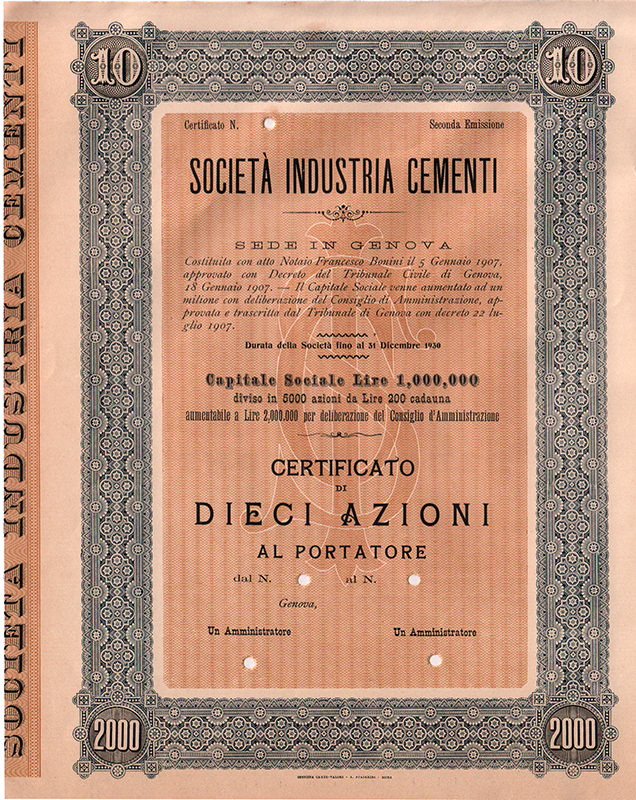 10
10
Certificato N.
Seconda Emissione
SOCIETÀ INDUSTRIA CEMENTI
SEDE IN GENOVA
Costituita con atto Notaio Francesco Bonini il 5 Gennaio 1907,
approvato con Decreto del Tribunale Civile di Genova,
18 Gennaio 1907. — Il Capitale Sociale venne aumentato ad un
milione con deliberazione del Consiglio di Amministrazione, ap-
provata e trascritta dal Tribunale di Genova con decreto 22 lu-
glio 1907.
Durata della Società fino al 31 Dicembre 1930
Capitale Sociale Lire 1,000,000
diviso in 5000 azioni da Lire 200 cadauna
aumentabile a Lire 2,000.000 per deliberazione del Consiglio d'Amministrazione
CERTIFICATO
DI
DIECI AZIONI
AL PORTATORE
dal N.
al N.
Genova,
Un Amministratore
Un Amministratore
2000
2000
SOCIETÀ INDUSTRIA CEMENTI